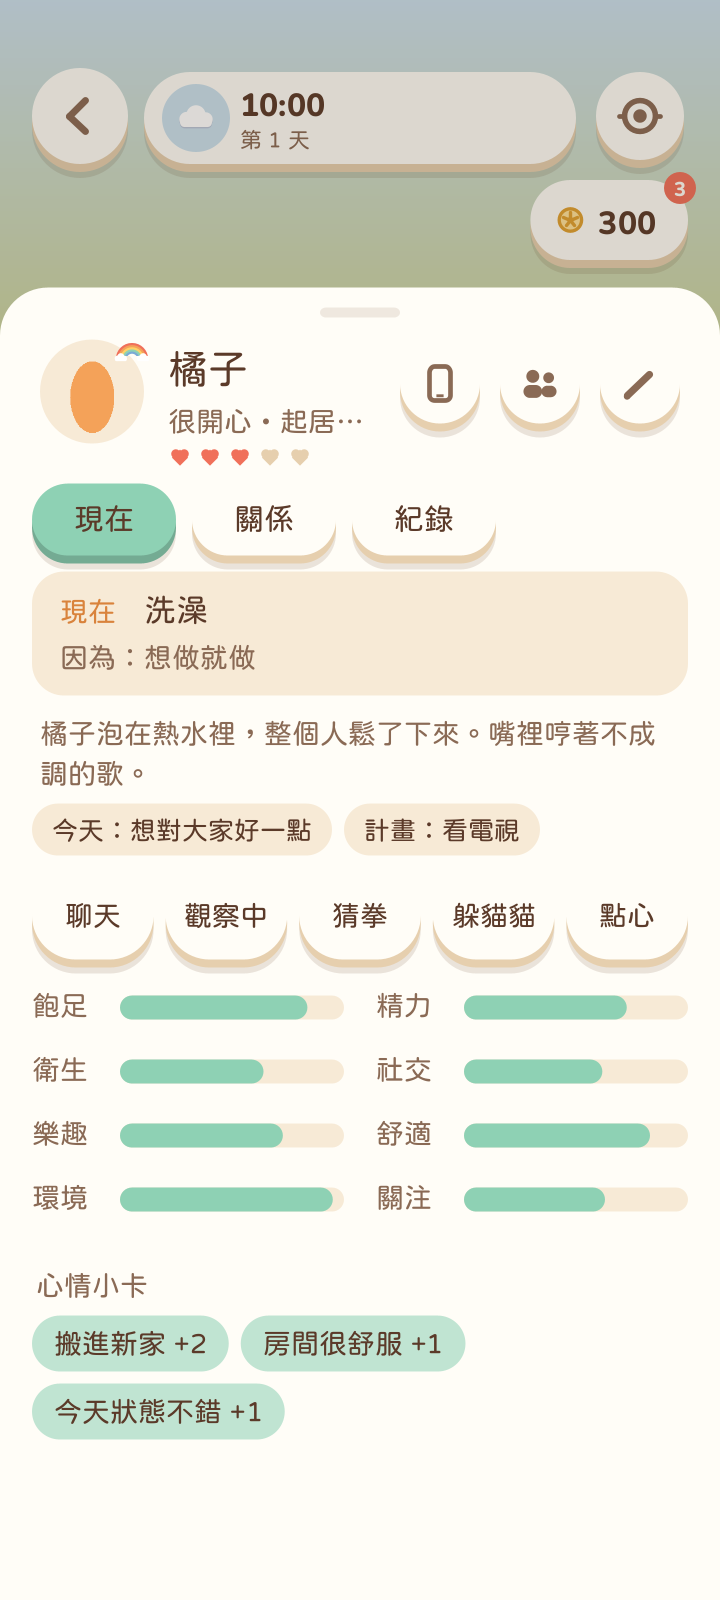 10:00
第 1 天
3
300
橘子
很開心・起居…
現在
關係
紀錄
現在 洗澡
因為：想做就做
橘子泡在熱水裡，整個人鬆了下來。嘴裡哼著不成
調的歌。
今天：想對大家好一點
計畫：看電視
聊天
觀察中
猜拳
躲貓貓
點心
飽足
精力
衛生
社交
樂趣
舒適
環境
關注
心情小卡
搬進新家 +2
房間很舒服 +1
今天狀態不錯 +1